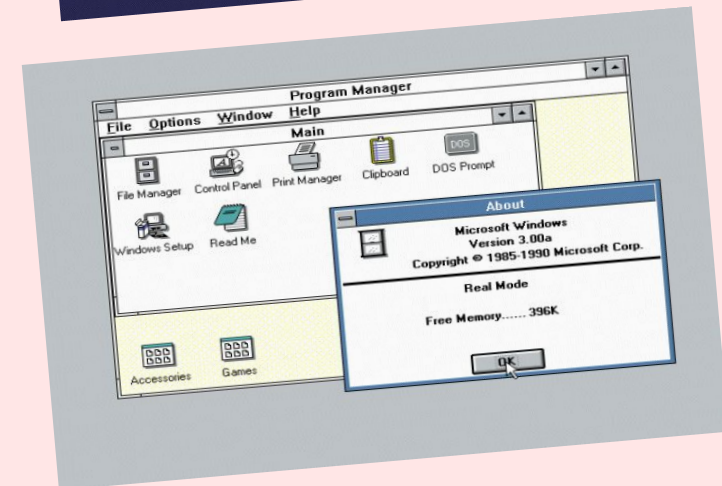 Program Manager
File Options Window Help
Main
File Manager Control Panel Print Manager Clipboard DOS Prompt
DOS
Windows Setup Read Me
About
Microsoft Windows
Version 3.00a
Copyright © 1985-1990 Microsoft Corp.
Real Mode
Free Memory...... 396K
OK
Accessories Games